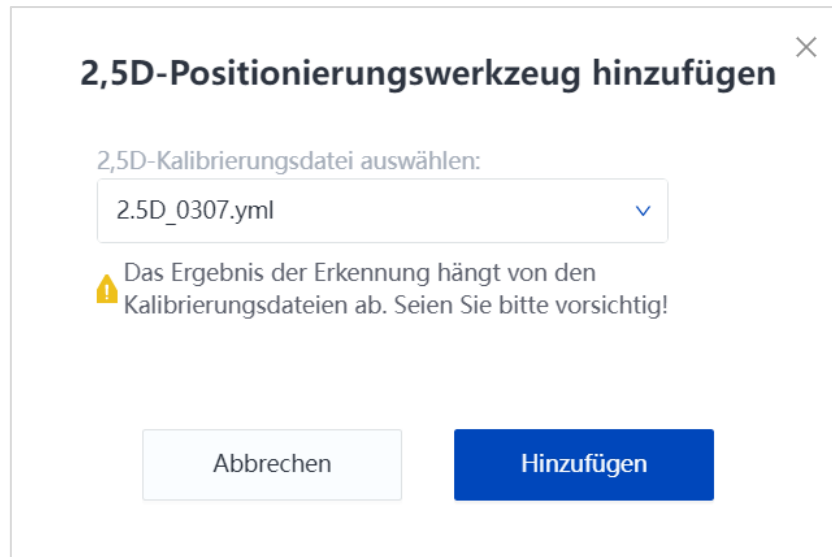 2,5D-Positionierungswerkzeug hinzufügen
2,5D-Kalibrierungsdatei auswählen:
2.5D_0307.yml
Das Ergebnis der Erkennung hängt von den
Kalibrierungsdateien ab. Seien Sie bitte vorsichtig!
Abbrechen
Hinzufügen